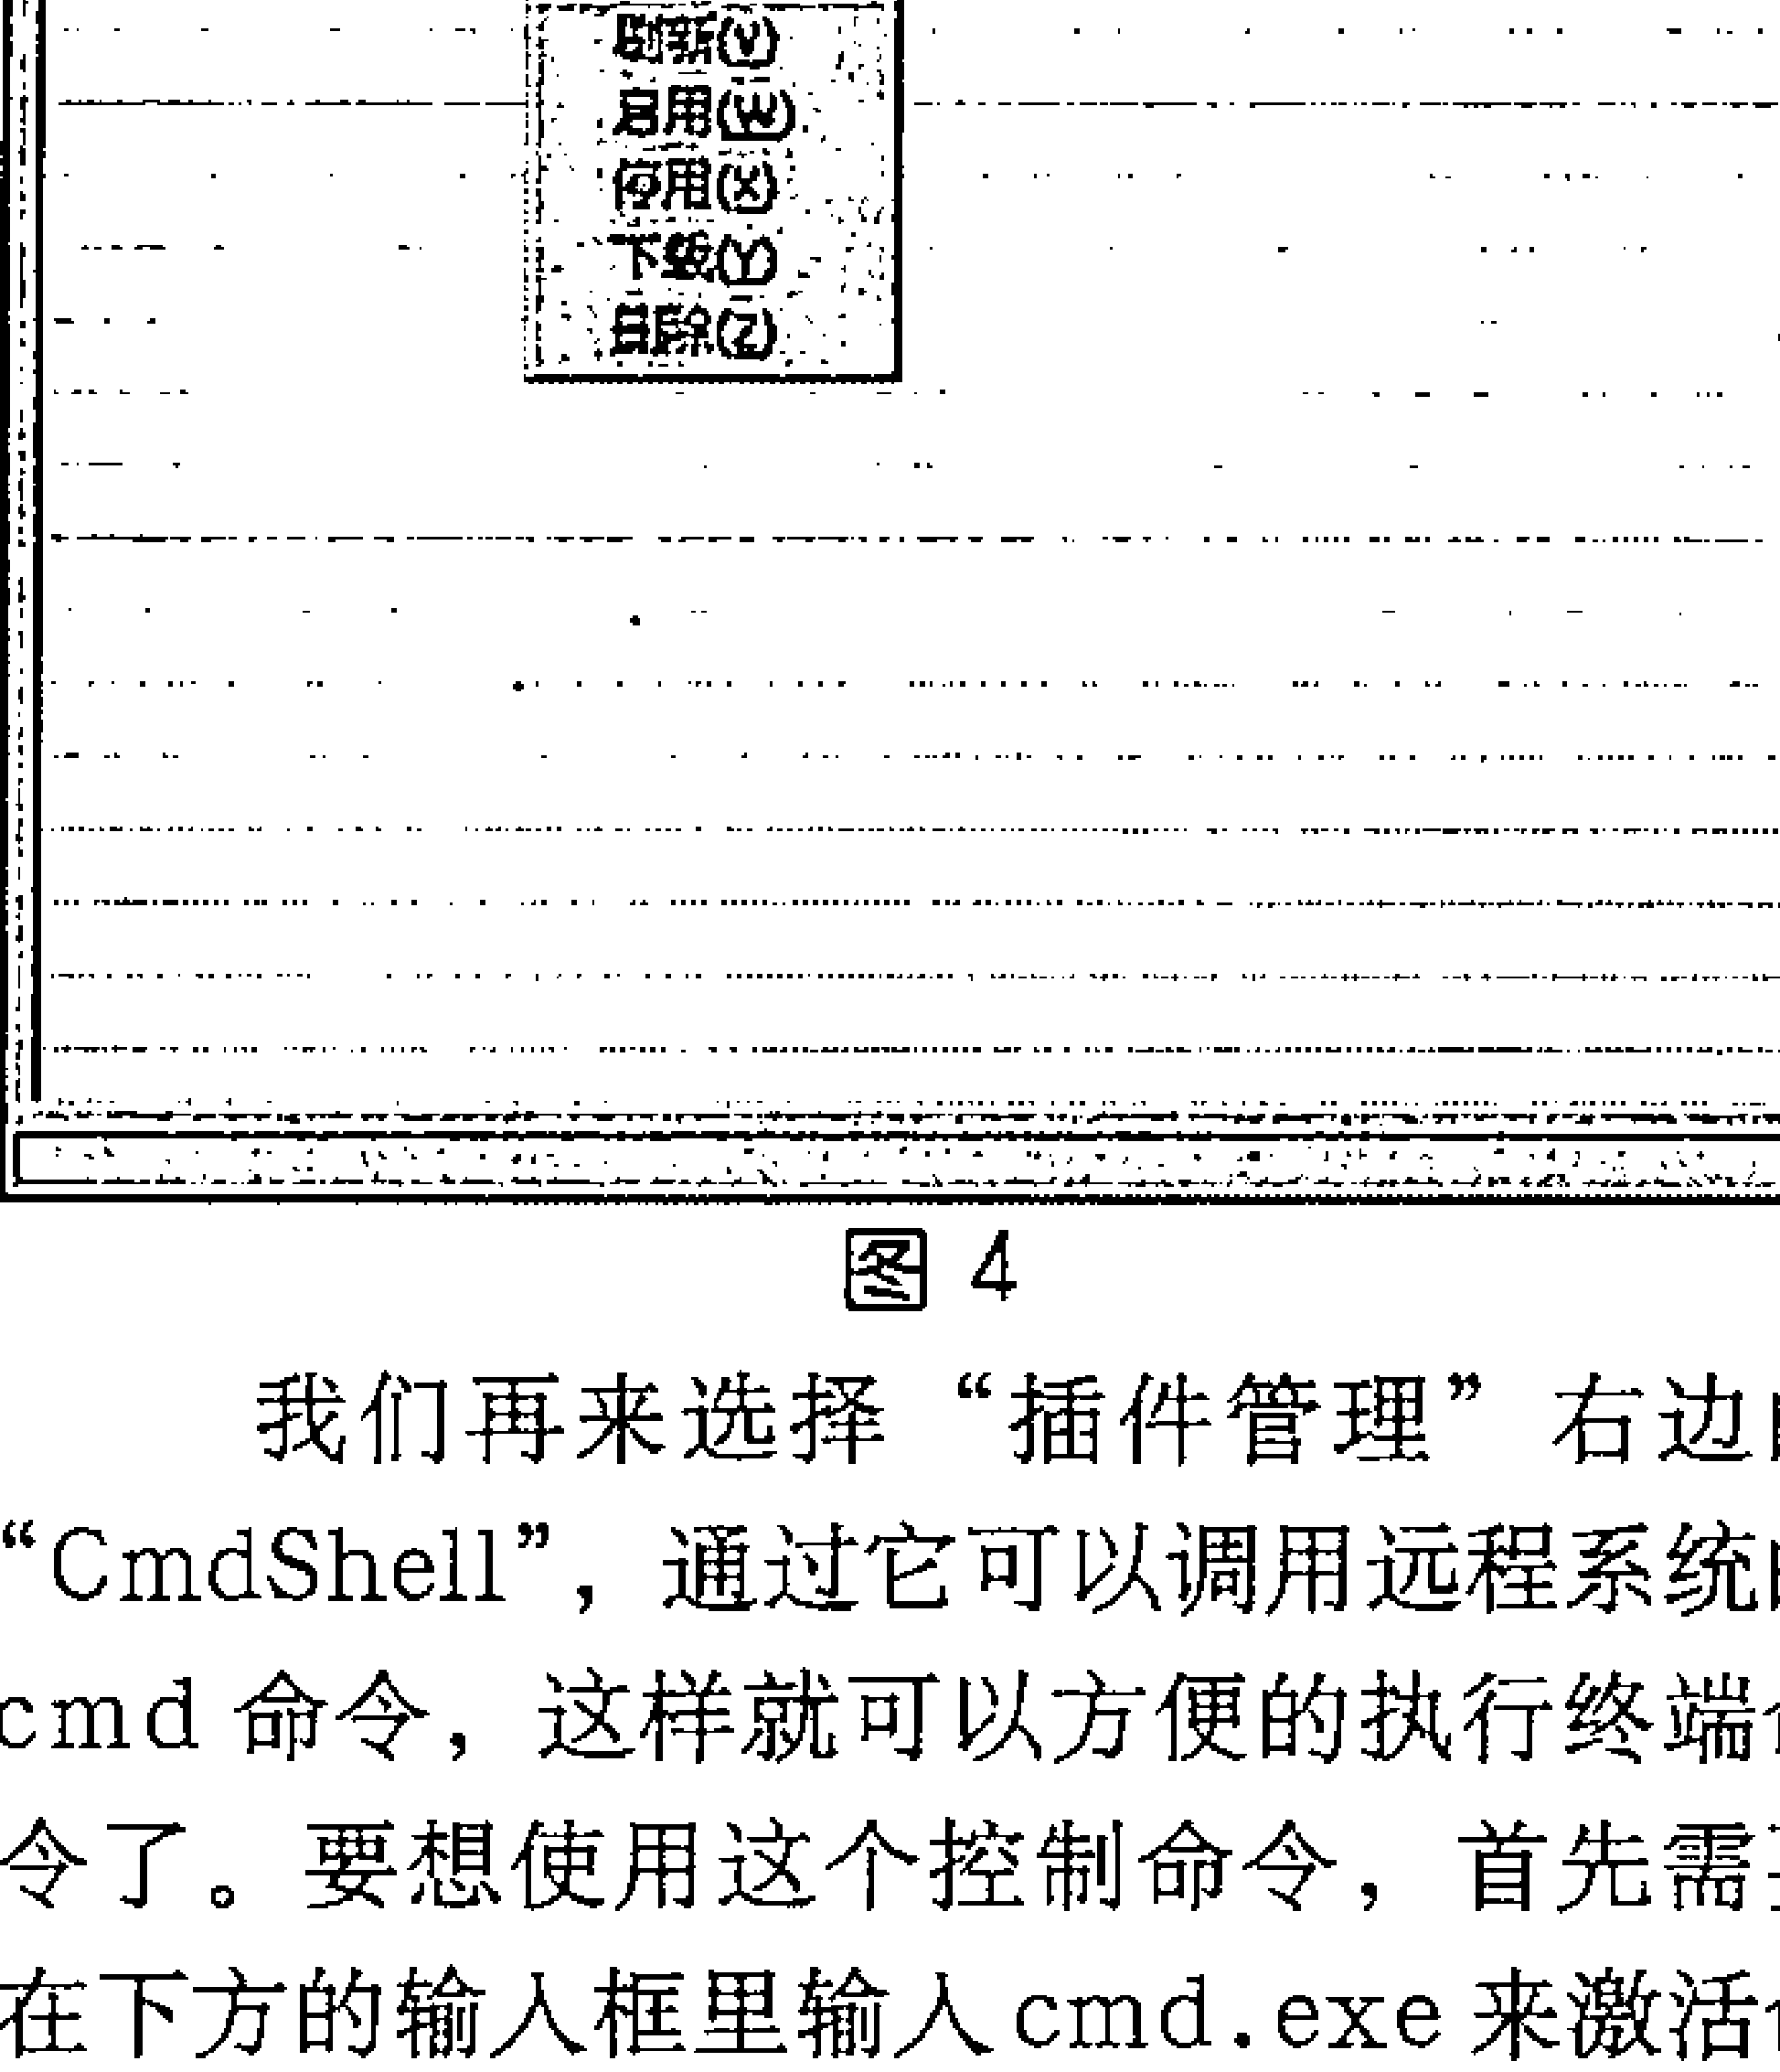 刷新(V)
启用(W)
停用(X)
下载(Y)
(Z)
图 4
我们再来选择“插件管理”右边
“CmdShell”，通过它可以调用远程系统
cmd 命令，这样就可以方便的执行终端
令了。要想使用这个控制命令，首先需
在下方的输入框里输入cmd.exe来激活